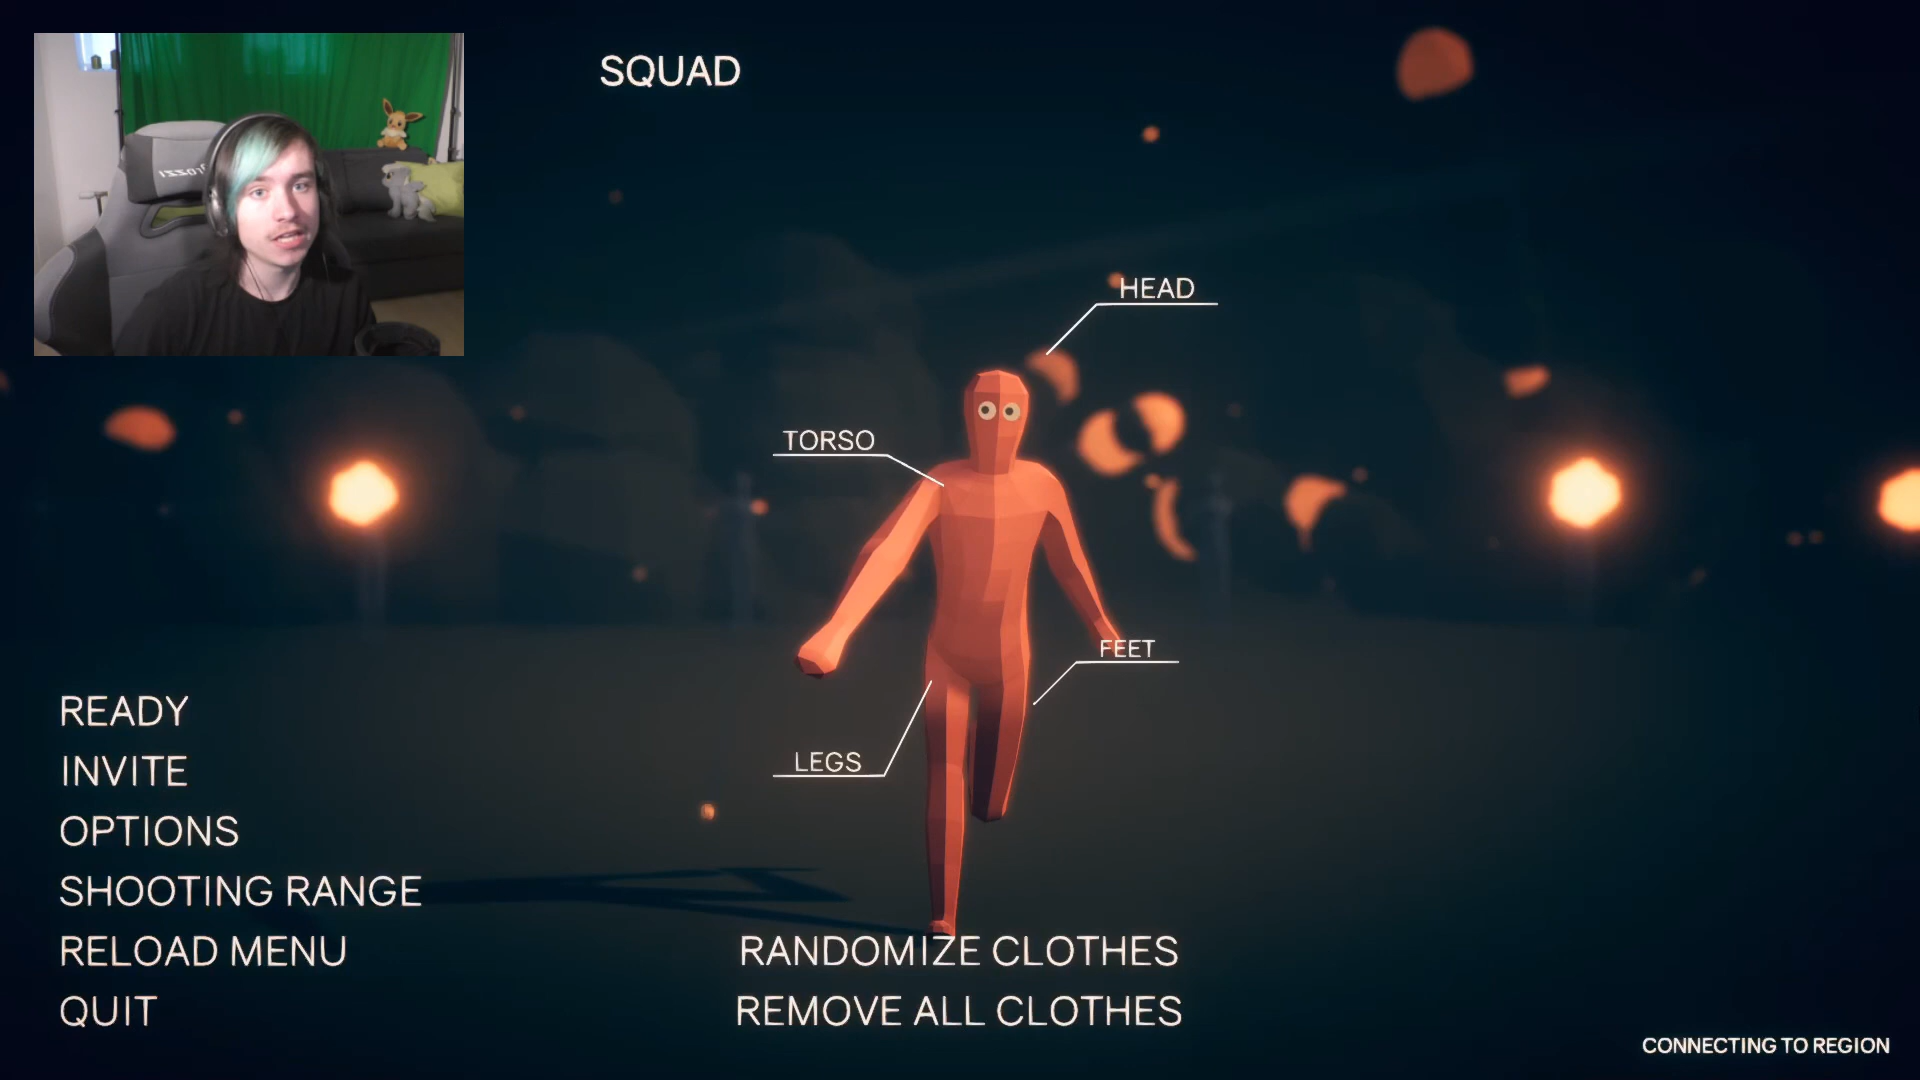 SQUAD
HEAD
TORSO
FEET
LEGS
READY
INVITE
OPTIONS
SHOOTING RANGE
RELOAD MENU
QUIT
RANDOMIZE CLOTHES
REMOVE ALL CLOTHES
CONNECTING TO REGION